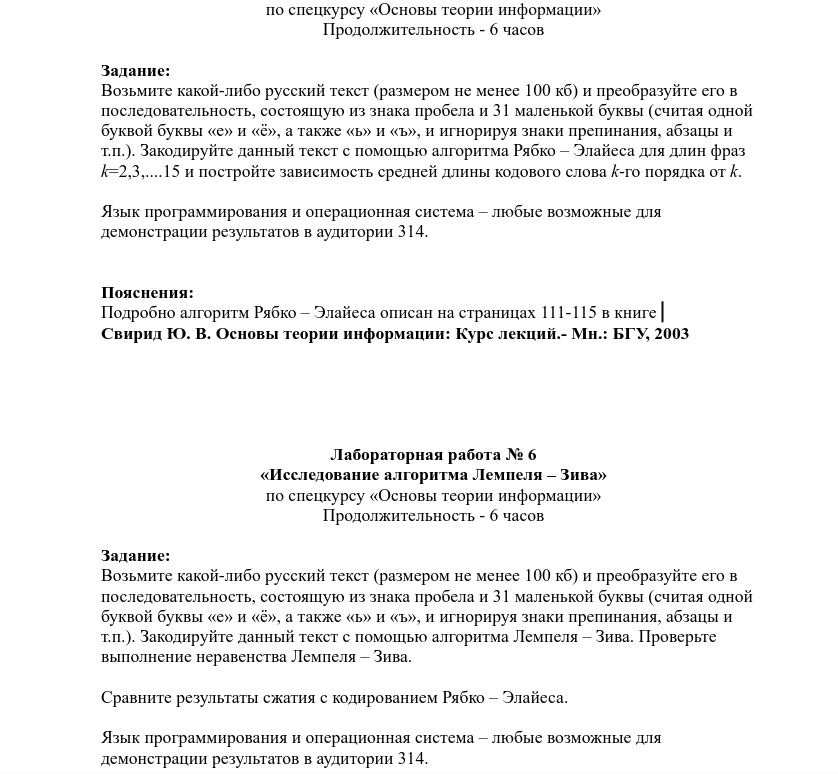 по спецкурсу «Основы теории информации»
Продолжительность - 6 часов
Задание:
Возьмите какой-либо русский текст (размером не менее 100 кб) и преобразуйте его в
последовательность, состоящую из знака пробела и 31 маленькой буквы (считая одной
буквой буквы «е» и «ё», а также «ь» и «ъ», и игнорируя знаки препинания, абзацы и
т.п.). Закодируйте данный текст с помощью алгоритма Рябко – Элайеса для длин фраз
k=2,3,....15 и постройте зависимость средней длины кодового слова k-го порядка от k.
Язык программирования и операционная система – любые возможные для
демонстрации результатов в аудитории 314.
Пояснения:
Подробно алгоритм Рябко – Элайеса описан на страницах 111-115 в книге
Свирид Ю. В. Основы теории информации: Курс лекций.- Мн.: БГУ, 2003
Лабораторная работа № 6
«Исследование алгоритма Лемпеля – Зива»
по спецкурсу «Основы теории информации»
Продолжительность - 6 часов
Задание:
Возьмите какой-либо русский текст (размером не менее 100 кб) и преобразуйте его в
последовательность, состоящую из знака пробела и 31 маленькой буквы (считая одной
буквой буквы «е» и «ё», а также «ь» и «ъ», и игнорируя знаки препинания, абзацы и
т.п.). Закодируйте данный текст с помощью алгоритма Лемпеля – Зива. Проверьте
выполнение неравенства Лемпеля – Зива.
Сравните результаты сжатия с кодированием Рябко – Элайеса.
Язык программирования и операционная система – любые возможные для
демонстрации результатов в аудитории 314.